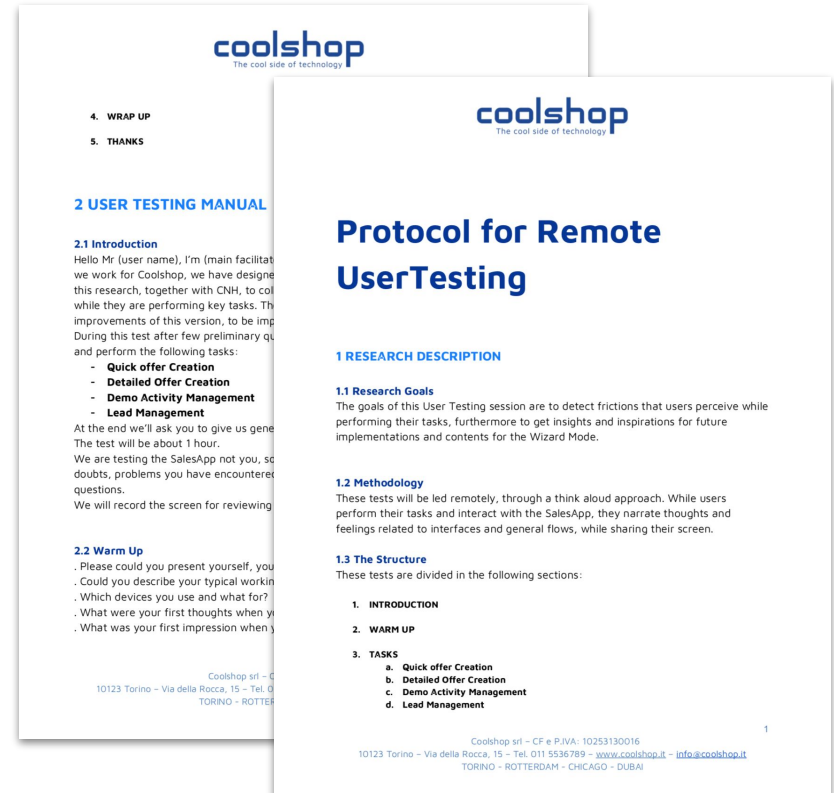 coolshop
The cool side of technology
4. WRAP UP
5. THANKS
2 USER TESTING MANUAL
2.1 Introduction
Hello Mr (user name), I'm (main
we work for Coolshop, we have
this research, together with CNH, to
while they are performing key tasks.
improvements of this version, to be
During this test after few preliminary
and perform the following tasks:
- Quick offer Creation
- Detailed Offer Creation
- Demo Activity Management
- Lead Management
At the end we'll ask you to give us
The test will be about 1 hour.
We are testing the SalesApp not you,
doubts, problems you have encountered
questions.
We will record the screen for reviewing
2.2 Warm Up
. Please could you present yourself,
. Could you describe your typical
. Which devices you use and what for?
. What were your first thoughts when
. What was your first impression when
Coolshop srl –
10123 Torino – Via della Rocca, 15 – Tel.
TORINO -
coolshop
The cool side of technology
Protocol for Remote
UserTesting
1 RESEARCH DESCRIPTION
1.1 Research Goals
The goals of this User Testing session are to detect frictions that users perceive while
performing their tasks, furthermore to get insights and inspirations for future
implementations and contents for the Wizard Mode.
1.2 Methodology
These tests will be led remotely, through a think aloud approach. While users
perform their tasks and interact with the SalesApp, they narrate thoughts and
feelings related to interfaces and general flows, while sharing their screen.
1.3 The Structure
These tests are divided in the following sections:
1. INTRODUCTION
2. WARM UP
3. TASKS
a. Quick offer Creation
b. Detailed Offer Creation
c. Demo Activity Management
d. Lead Management
1
Coolshop srl – CF e P.IVA: 10253130016
10123 Torino – Via della Rocca, 15 – Tel. 011 5536789 – www.coolshop.it – info@coolshop.it
TORINO - ROTTERDAM - CHICAGO - DUBAI